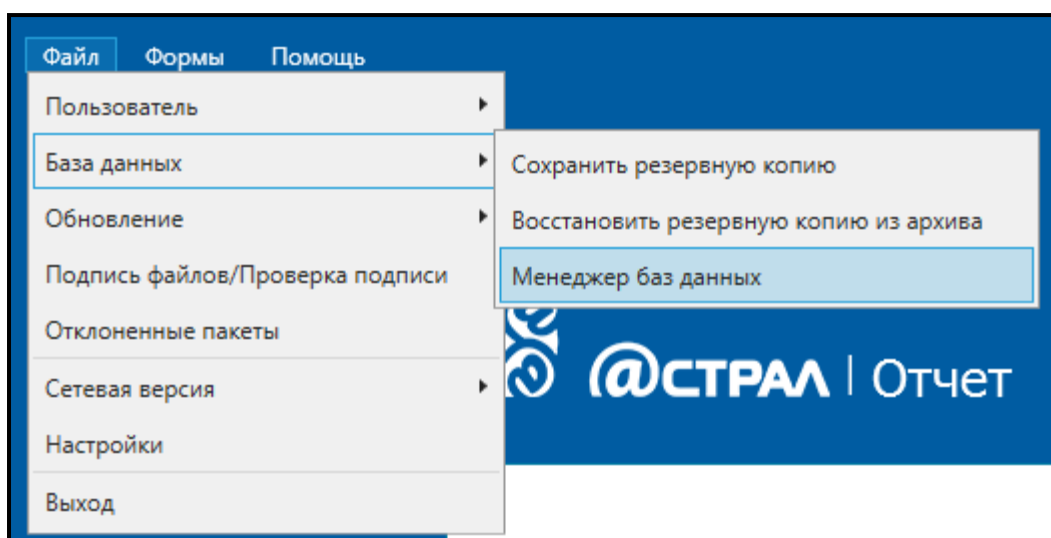 Файл Формы Помощь
Пользователь
База данных
Сохранить резервную копию
Обновление
Восстановить резервную копию из архива
Подпись файлов/Проверка подписи
Менеджер баз данных
Отклоненные пакеты
Сетевая версия
@СТРАЛ | Отчет
Настройки
Выход